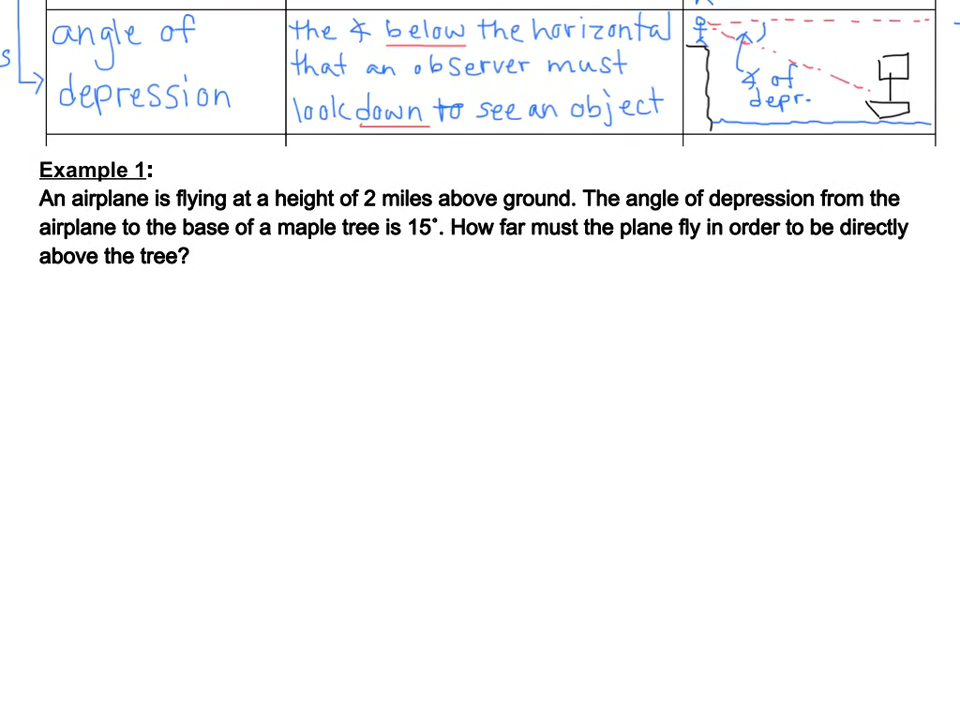 s
angle of
depression
the ∡ below the horizontal
that an observer must
look down to see an object
∡ of
depr.
Example 1:
An airplane is flying at a height of 2 miles above ground. The angle of depression from the
airplane to the base of a maple tree is 15˚. How far must the plane fly in order to be directly
above the tree?